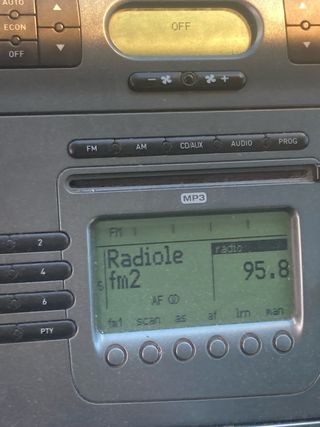 AUTO
ECON
OFF
OFF
− +
FM AM CD/AUX AUDIO PROG
MP3
FM
Radiole
radio
fm2
95.8
AF
fm1 scan as af lrn man
2
4
6
PTY